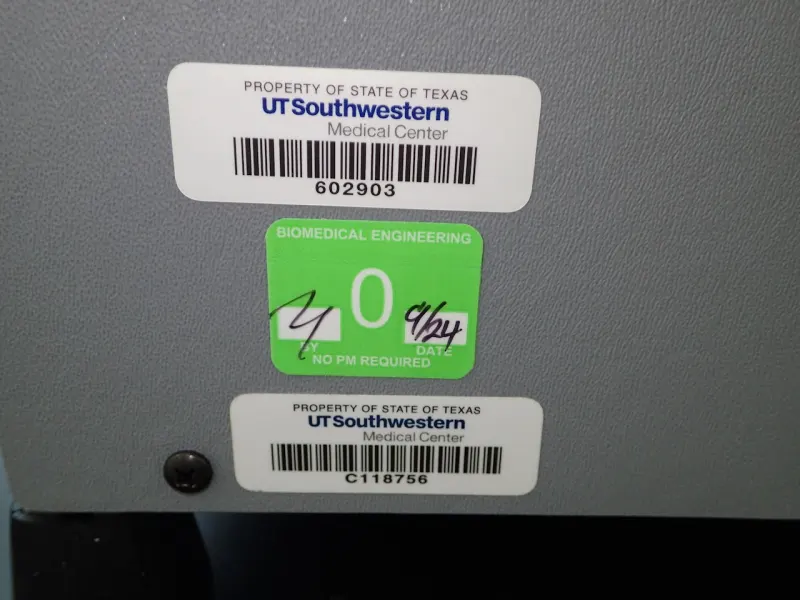 PROPERTY OF STATE OF TEXAS
UTSouthwestern
Medical Center
602903
BIOMEDICAL ENGINEERING
0
9/24
BY
DATE
NO PM REQUIRED
PROPERTY OF STATE OF TEXAS
UTSouthwestern
Medical Center
C118756